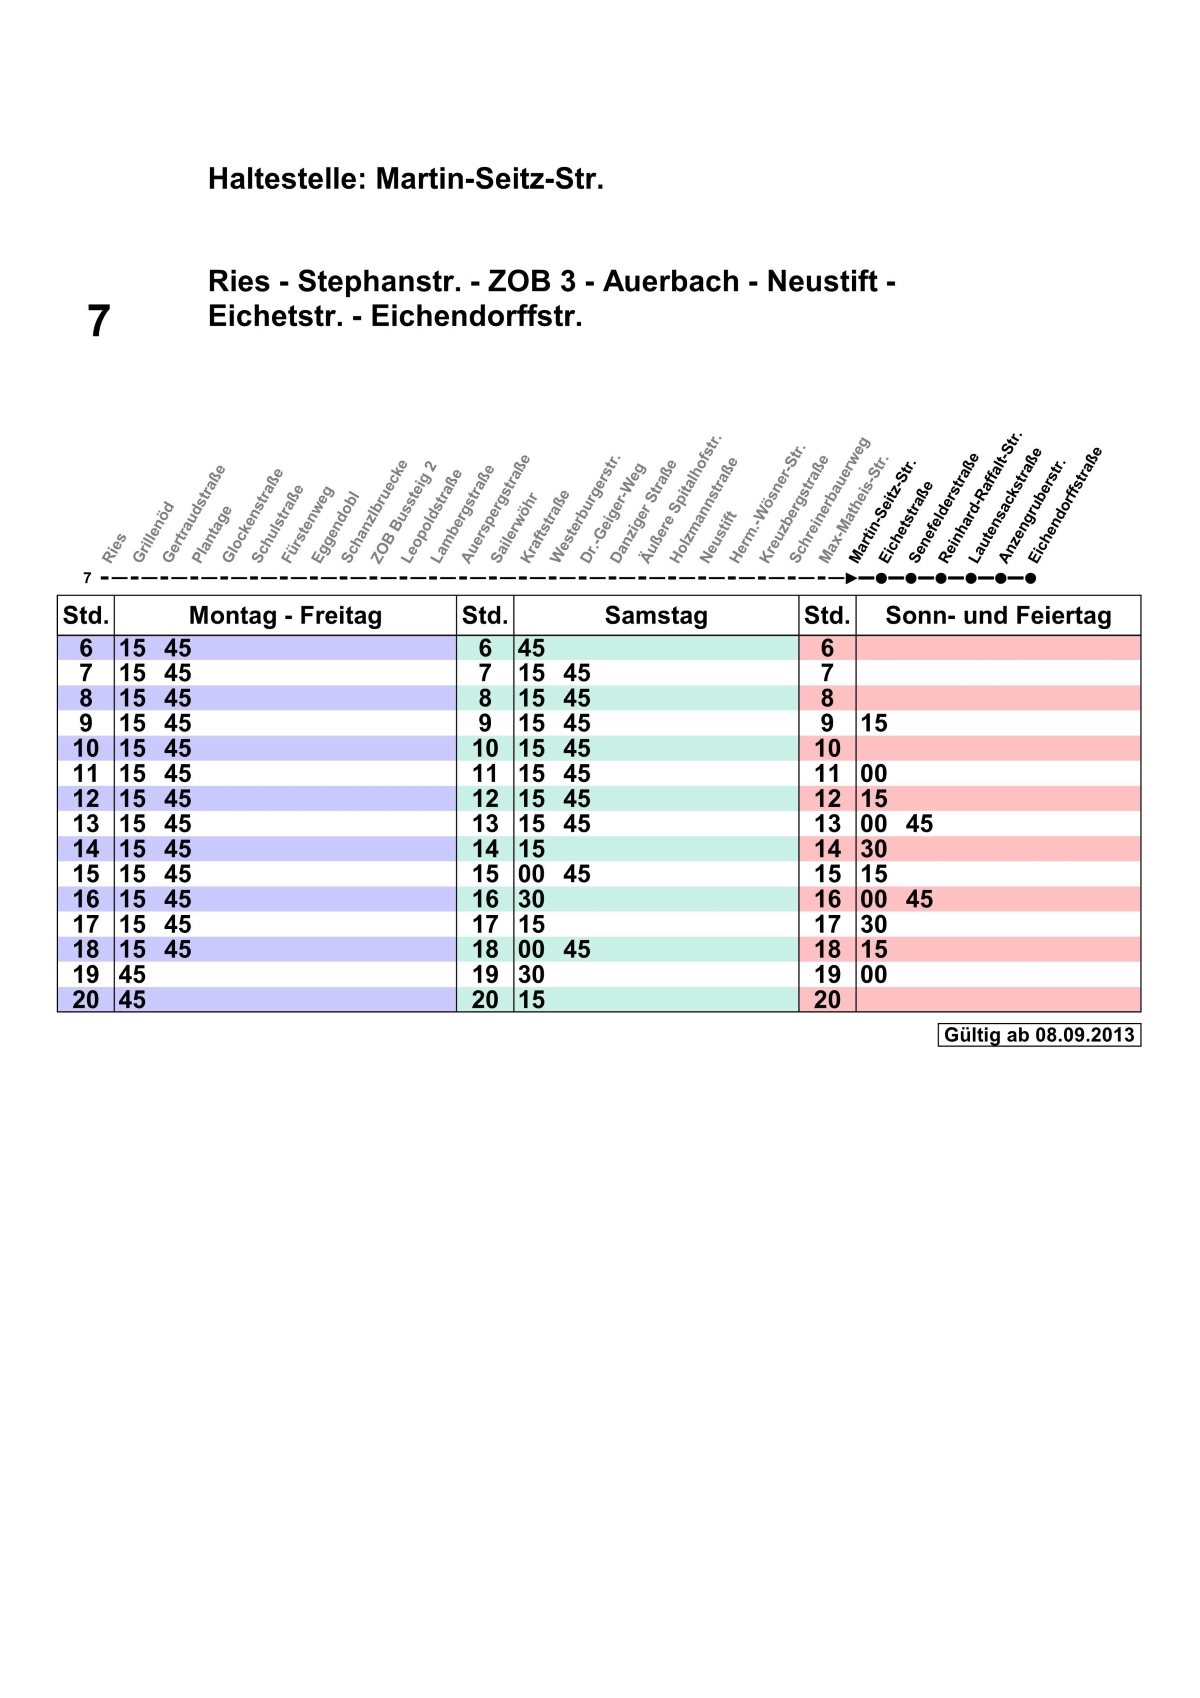 Haltestelle: Martin-Seitz-Str.
Ries - Stephanstr. - ZOB 3 - Auerbach - Neustift -
7 Eichetstr. - Eichendorffstr.
Ries
Grillenöd
Gertraudstraße
Plantage
Glockenstraße
Schulstraße
Fürstenweg
Eggendobl
Schanzlbruecke
ZOB Bussteig 2
Leopoldstraße
Lambergstraße
Auerspergstraße
Sailerwöhr
Kraftstraße
Westerburgerstr.
Dr.-Geiger-Weg
Danziger Straße
Äußere Spitalhofstr.
Holzmannstraße
Neustift
Herm.-Wösner-Str.
Kreuzbergstraße
Schreinerbauerweg
Max-Matheis-Str.
Martin-Seitz-Str.
Eichetstraße
Senefelderstraße
Reinhard-Raffalt-Str.
Lautensackstraße
Anzengruberstr.
Eichendorffstraße
7
Std. Montag - Freitag Std. Samstag Std. Sonn- und Feiertag
6 15 45 6 45 6
7 15 45 7 15 45 7
8 15 45 8 15 45 8
9 15 45 9 15 45 9 15
10 15 45 10 15 45 10
11 15 45 11 15 45 11 00
12 15 45 12 15 45 12 15
13 15 45 13 15 45 13 00 45
14 15 45 14 15 14 30
15 15 45 15 00 45 15 15
16 15 45 16 30 16 00 45
17 15 45 17 15 17 30
18 15 45 18 00 45 18 15
19 45 19 30 19 00
20 45 20 15 20
Gültig ab 08.09.2013